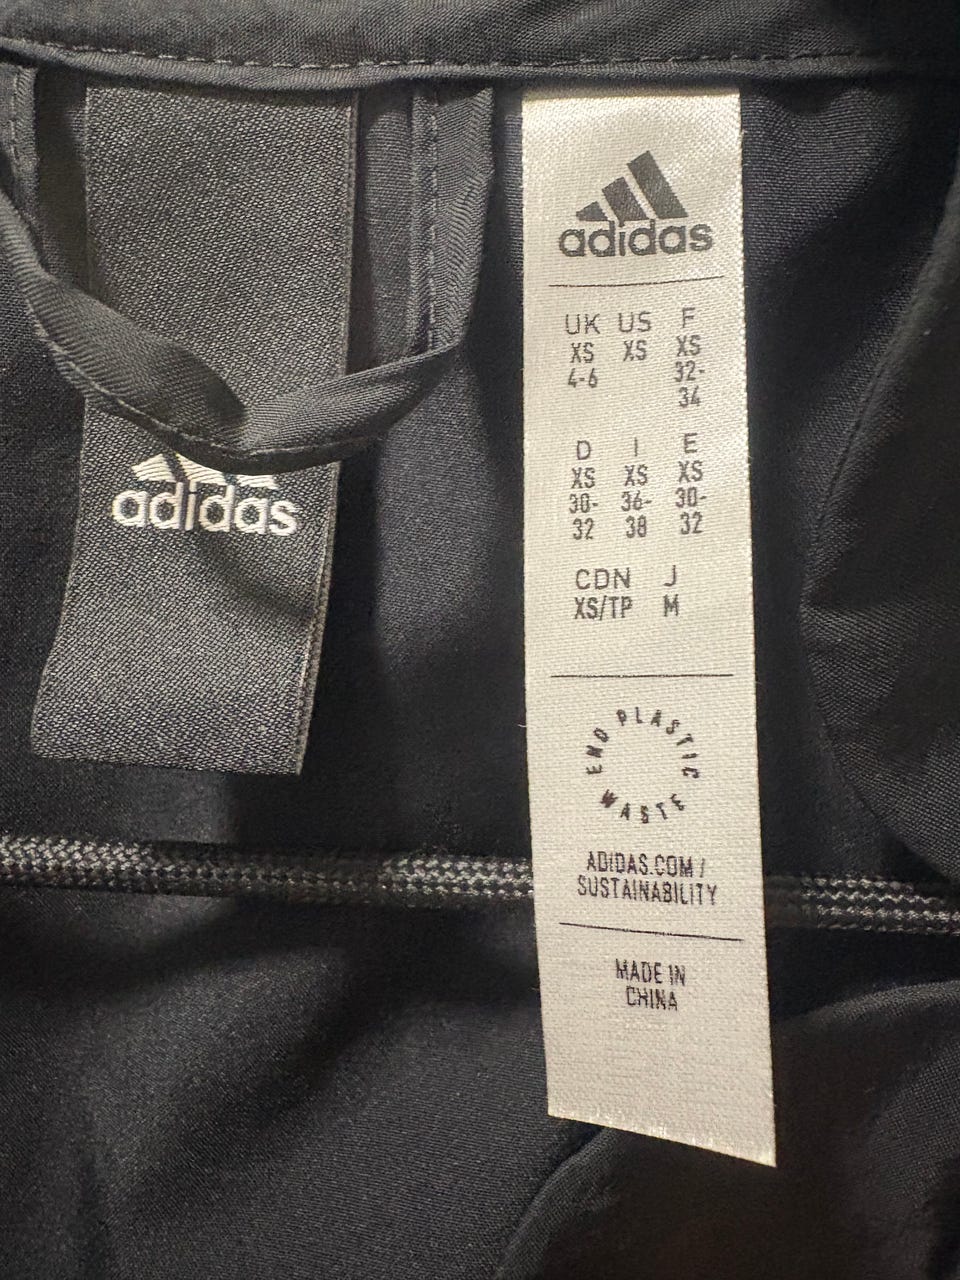 adidas
adidas
UK US F
XS XS XS
4-6 32-
34
D I E
XS XS XS
30- 36- 30-
32 38 32
CDN J
XS/TP M
END PLASTIC WASTE
ADIDAS.COM/
SUSTAINABILITY
MADE IN
CHINA